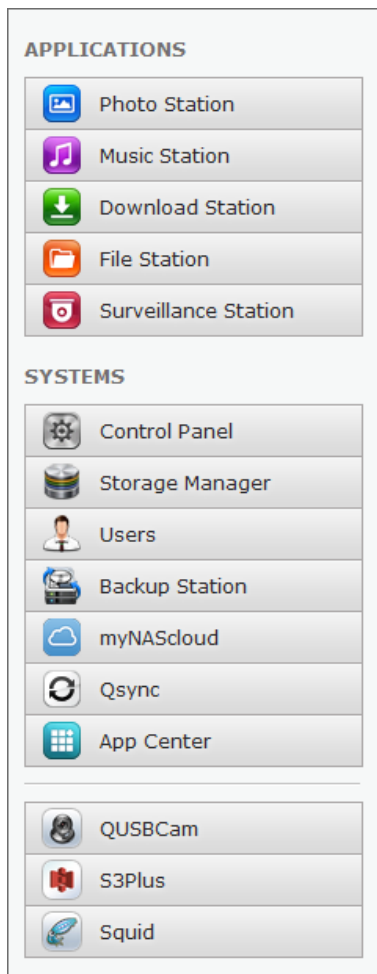 APPLICATIONS
Photo Station
Music Station
Download Station
File Station
Surveillance Station
SYSTEMS
Control Panel
Storage Manager
Users
Backup Station
myNAScloud
Qsync
App Center
QUSBCam
S3Plus
Squid